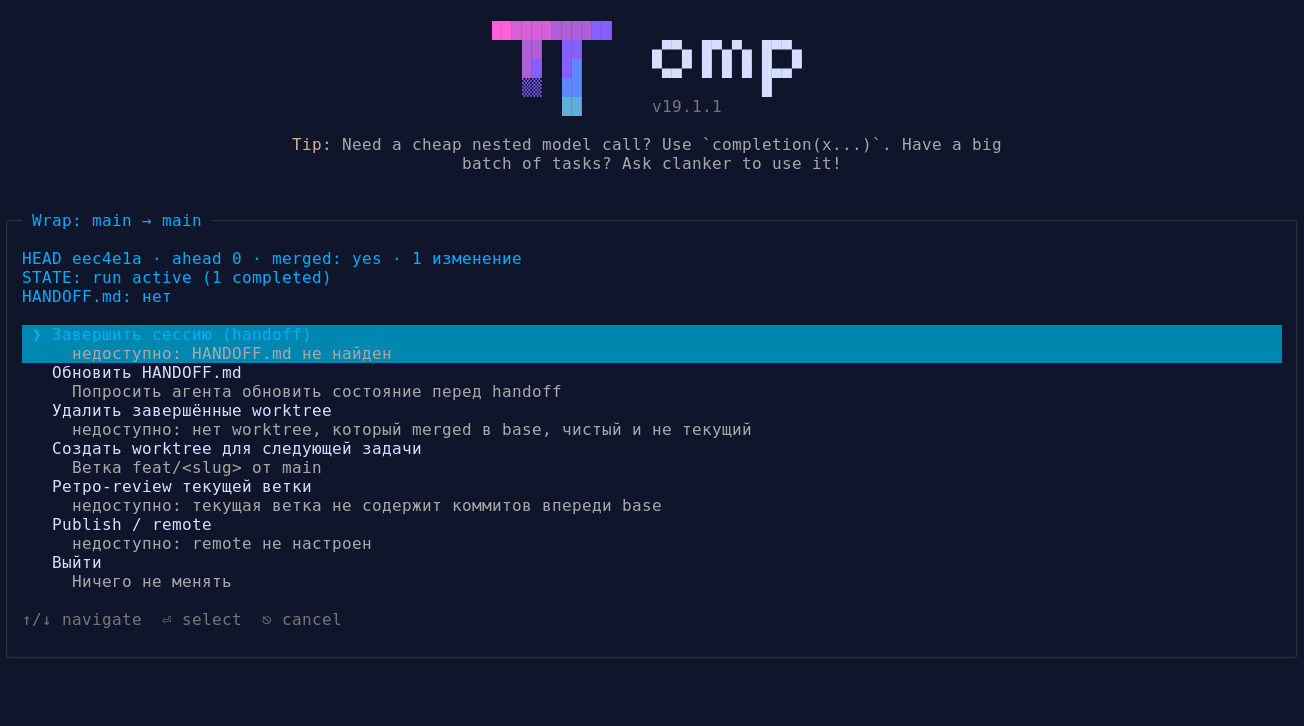 omp
v19.1.1
Tip: Need a cheap nested model call? Use `completion(x...)`. Have a big
batch of tasks? Ask clanker to use it!
Wrap: main → main
HEAD eec4e1a · ahead 0 · merged: yes · 1 изменение
STATE: run active (1 completed)
HANDOFF.md: нет
❯ Завершить сессию (handoff)
недоступно: HANDOFF.md не найден
Обновить HANDOFF.md
Попросить агента обновить состояние перед handoff
Удалить завершённые worktree
недоступно: нет worktree, который merged в base, чистый и не текущий
Создать worktree для следующей задачи
Ветка feat/<slug> от main
Ретро-review текущей ветки
недоступно: текущая ветка не содержит коммитов впереди base
Publish / remote
недоступно: remote не настроен
Выйти
Ничего не менять
↑/↓ navigate  ⏎ select  ⎋ cancel